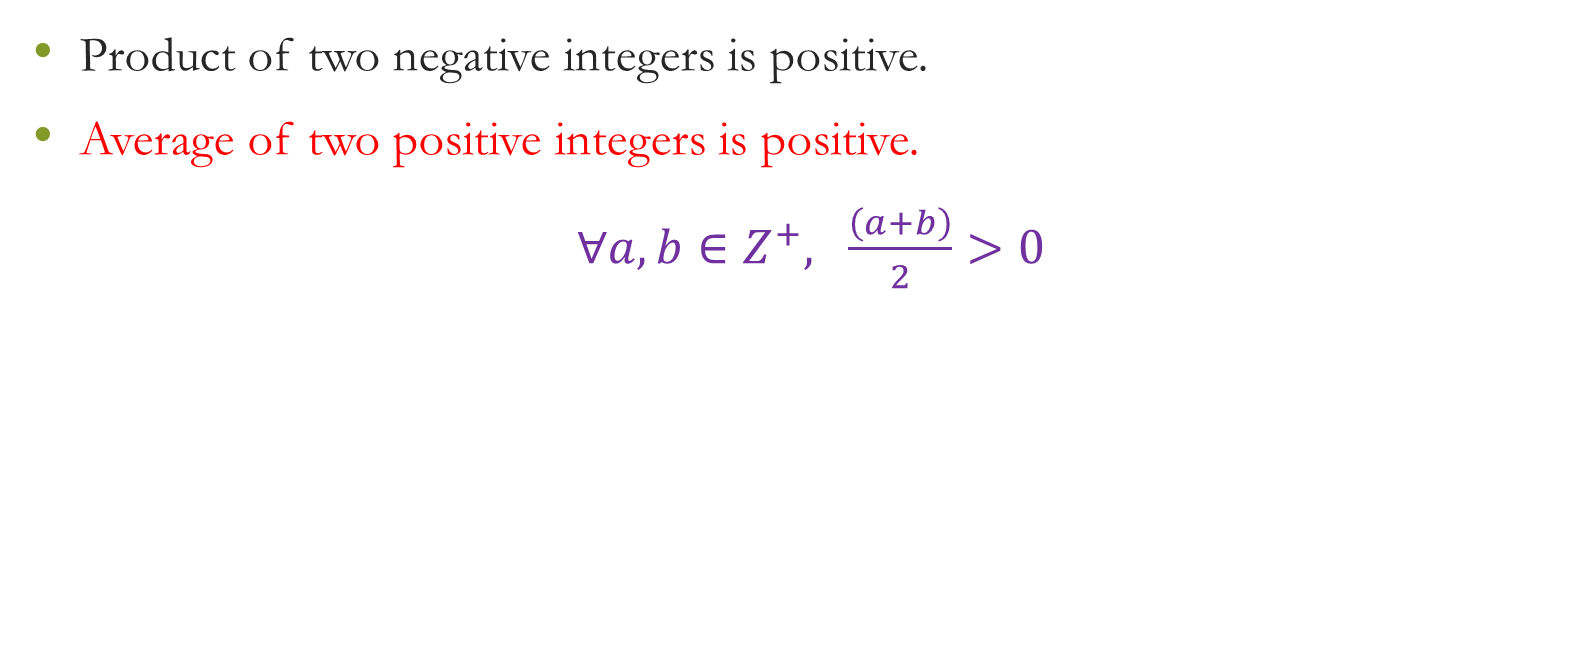 • Product of two negative integers is positive.
• Average of two positive integers is positive.
∀a, b ∈ Z⁺, (a+b)/2 > 0